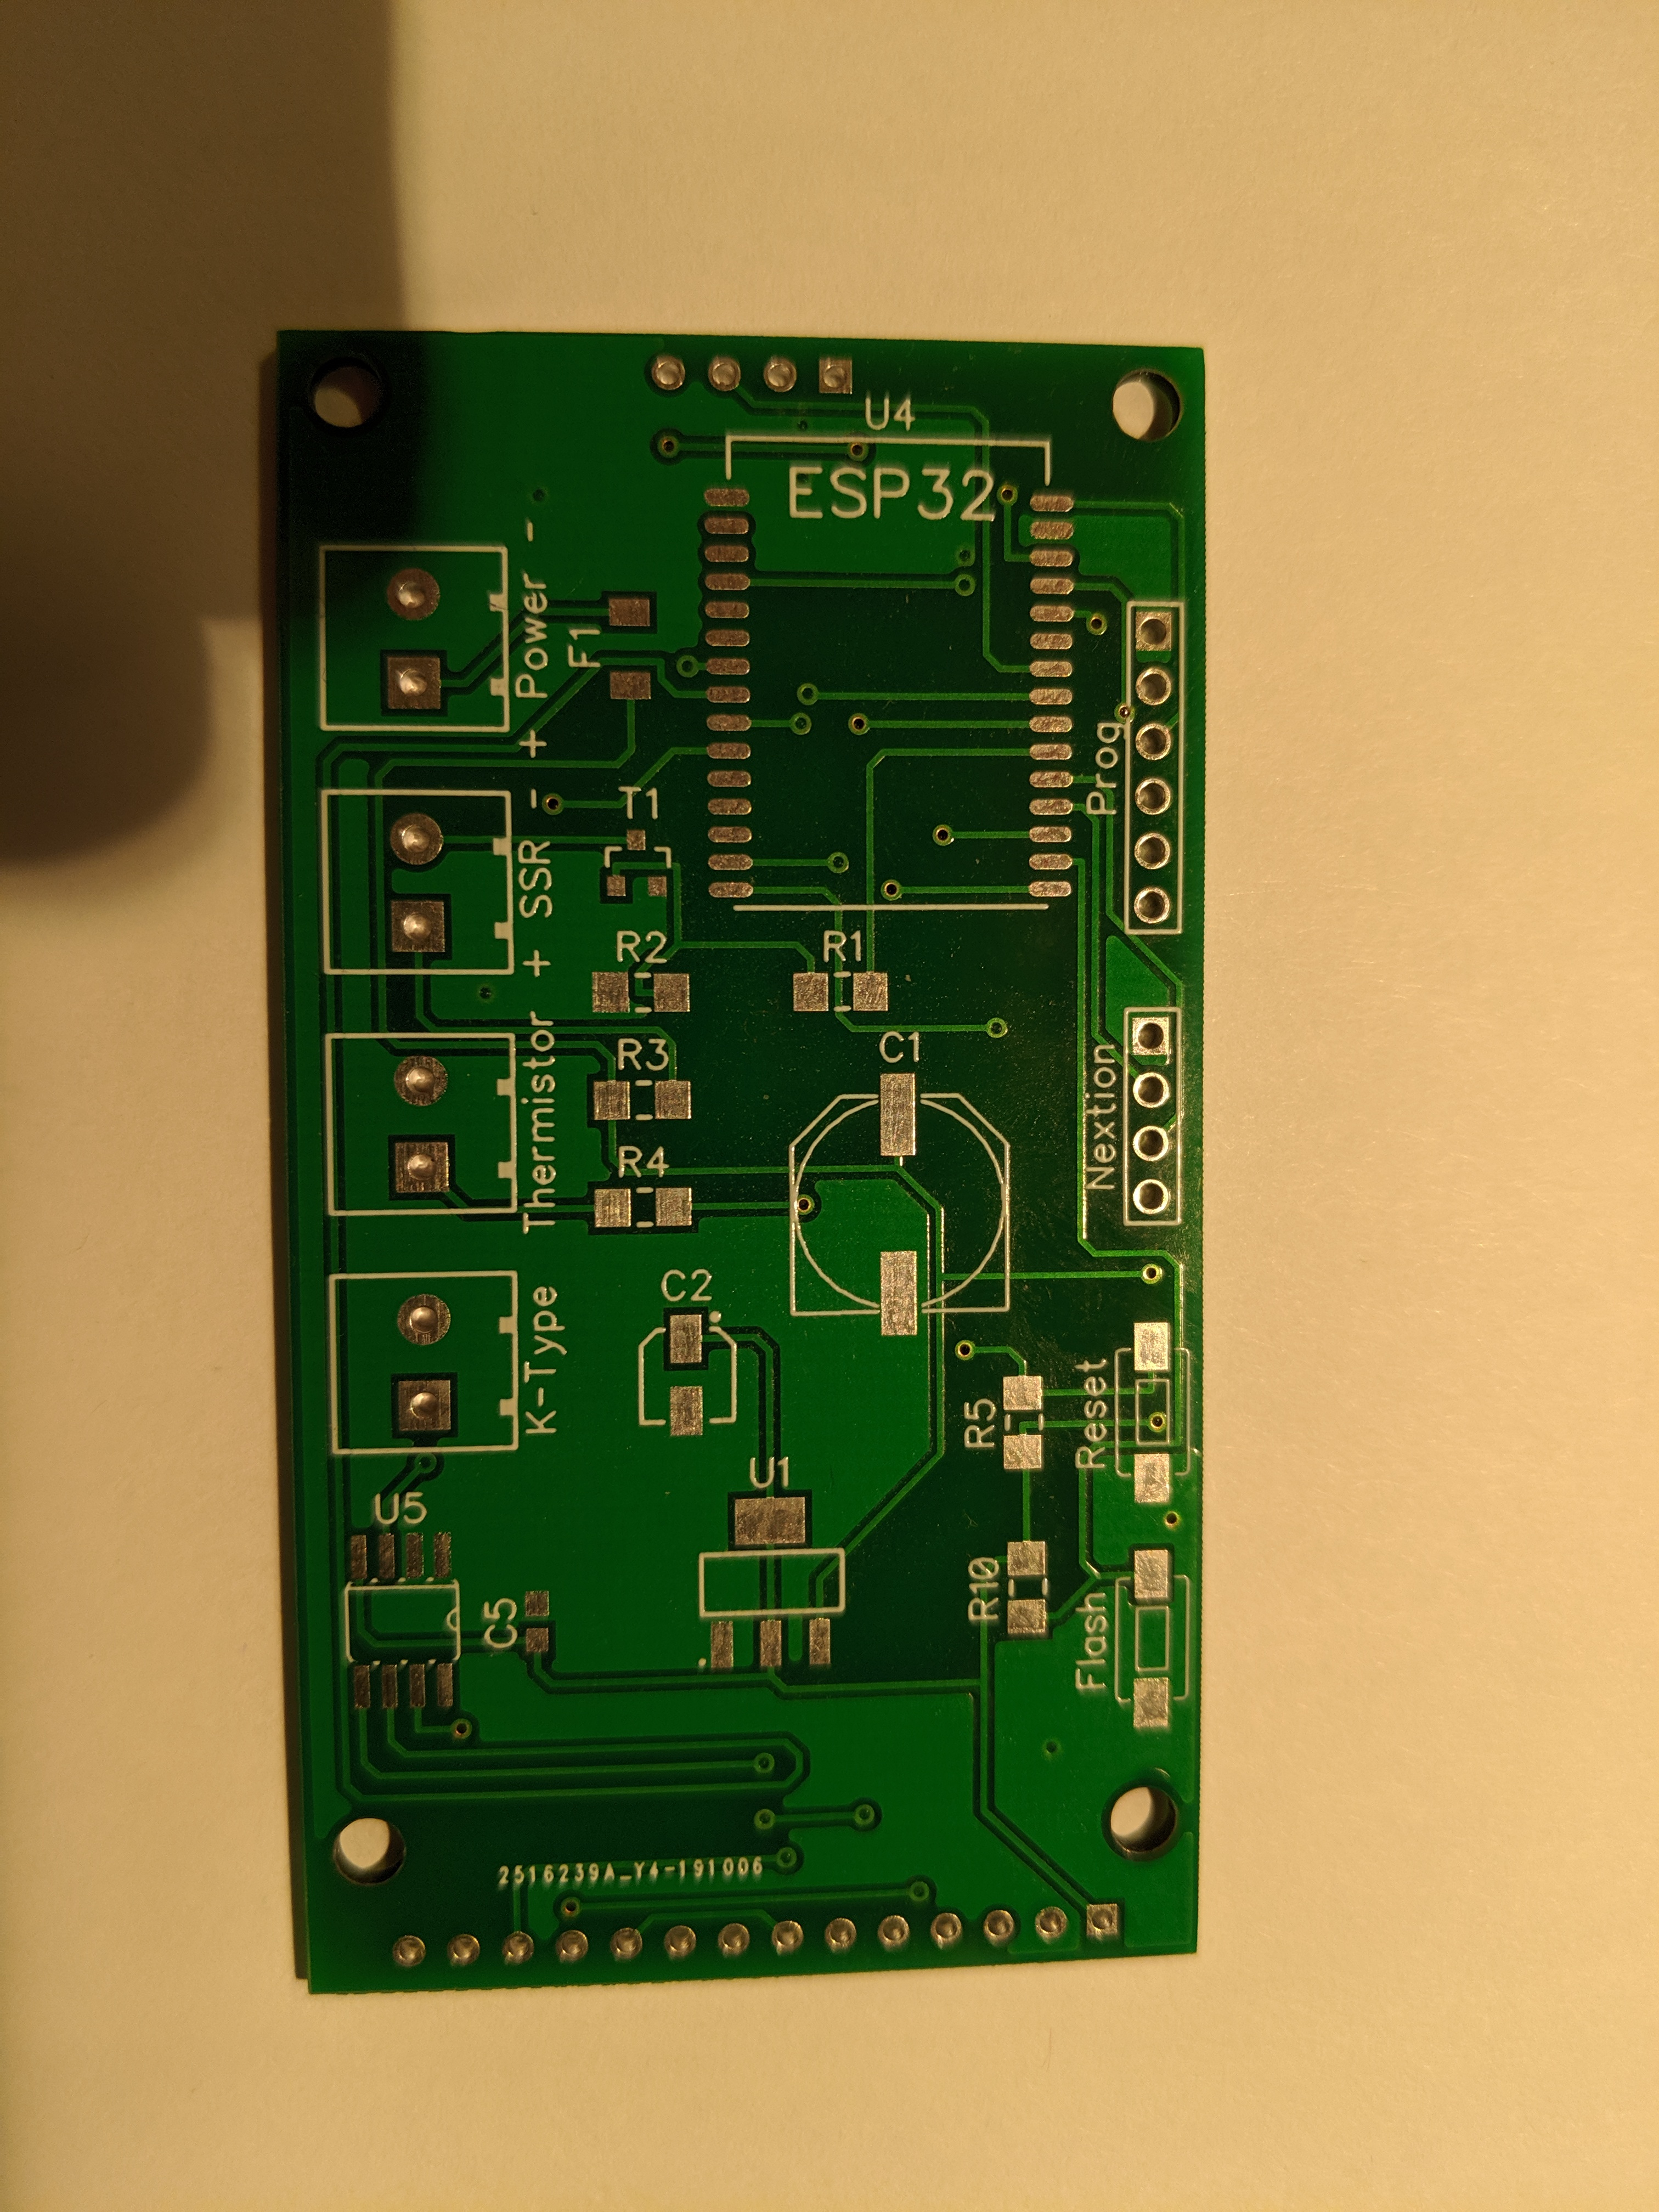 U4
ESP32
- Power +
F1
Prog
T1
- SSR +
R2
R1
Thermistor
R3
C1
Nextion
R4
C2
K-Type
R5
Reset
U1
U5
C5
R10
Flash
2516239A_Y4-191006